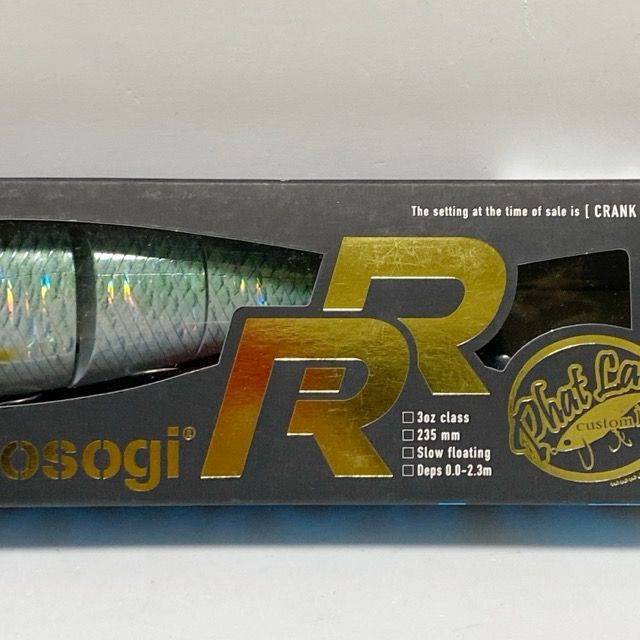 The setting at the time of sale is [ CRANK
RR
osogi®
3oz class
235 mm
Slow floating
Deps 0.0-2.3m
Phat La
custom